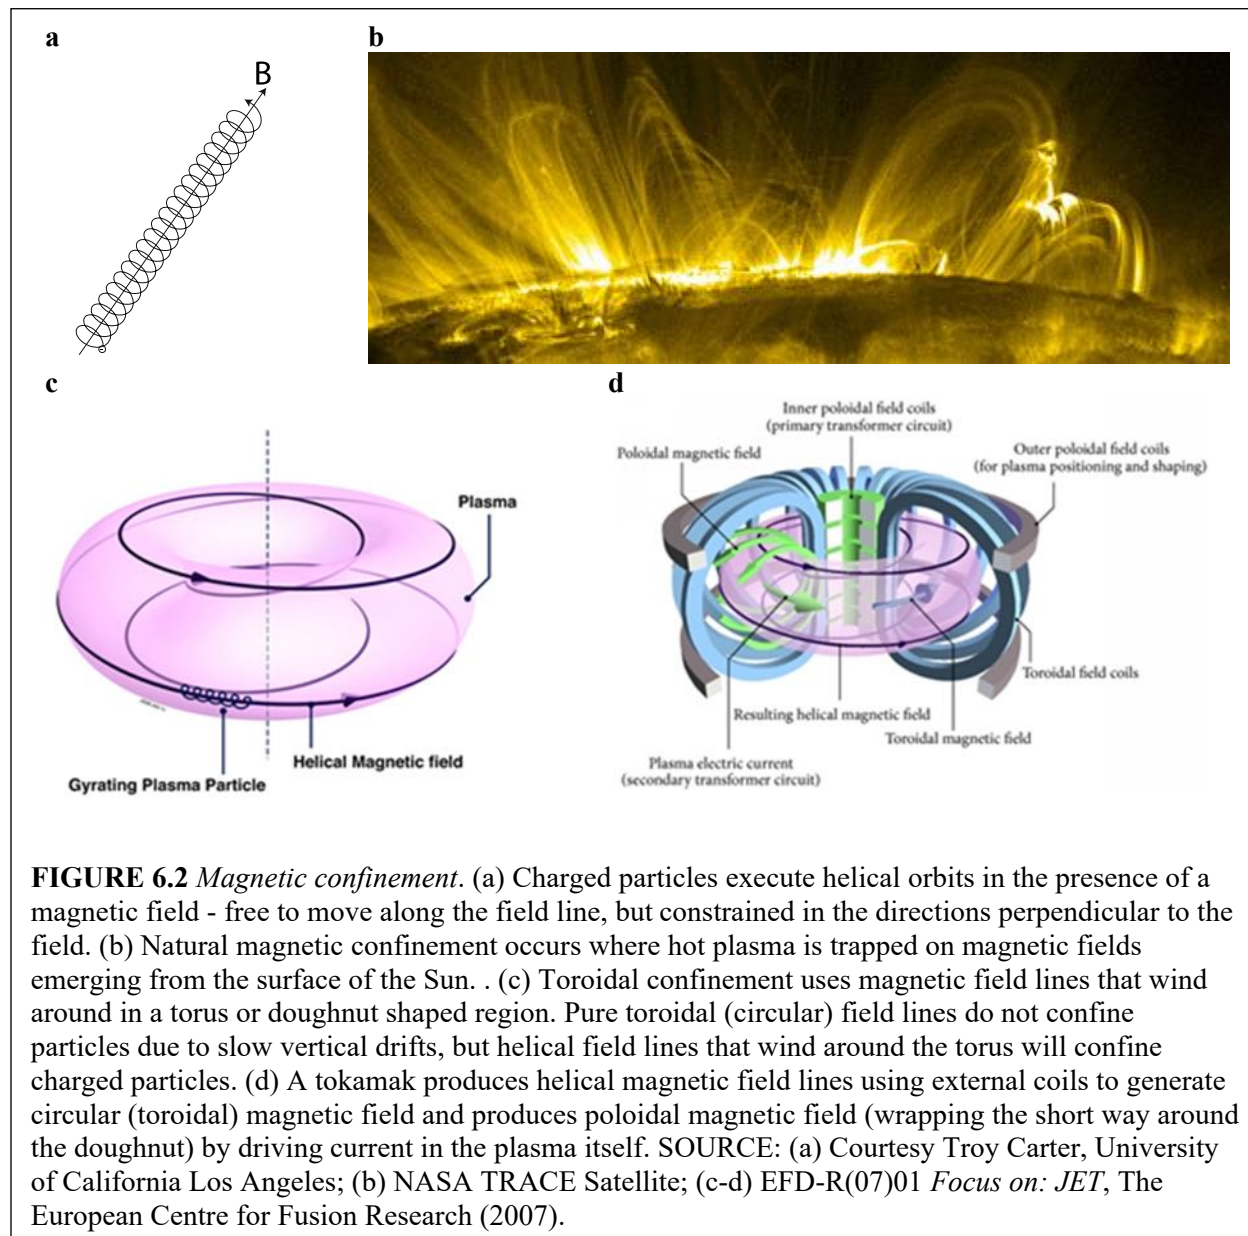 a
b
B
c
d
Plasma
Helical Magnetic field
Gyrating Plasma Particle
Inner poloidal field coils
(primary transformer circuit)
Poloidal magnetic field
Outer poloidal field coils
(for plasma positioning and shaping)
Toroidal field coils
Resulting helical magnetic field
Toroidal magnetic field
Plasma electric current
(secondary transformer circuit)
FIGURE 6.2 Magnetic confinement. (a) Charged particles execute helical orbits in the presence of a
magnetic field - free to move along the field line, but constrained in the directions perpendicular to the
field. (b) Natural magnetic confinement occurs where hot plasma is trapped on magnetic fields
emerging from the surface of the Sun. . (c) Toroidal confinement uses magnetic field lines that wind
around in a torus or doughnut shaped region. Pure toroidal (circular) field lines do not confine
particles due to slow vertical drifts, but helical field lines that wind around the torus will confine
charged particles. (d) A tokamak produces helical magnetic field lines using external coils to generate
circular (toroidal) magnetic field and produces poloidal magnetic field (wrapping the short way around
the doughnut) by driving current in the plasma itself. SOURCE: (a) Courtesy Troy Carter, University
of California Los Angeles; (b) NASA TRACE Satellite; (c-d) EFD-R(07)01 Focus on: JET, The
European Centre for Fusion Research (2007).